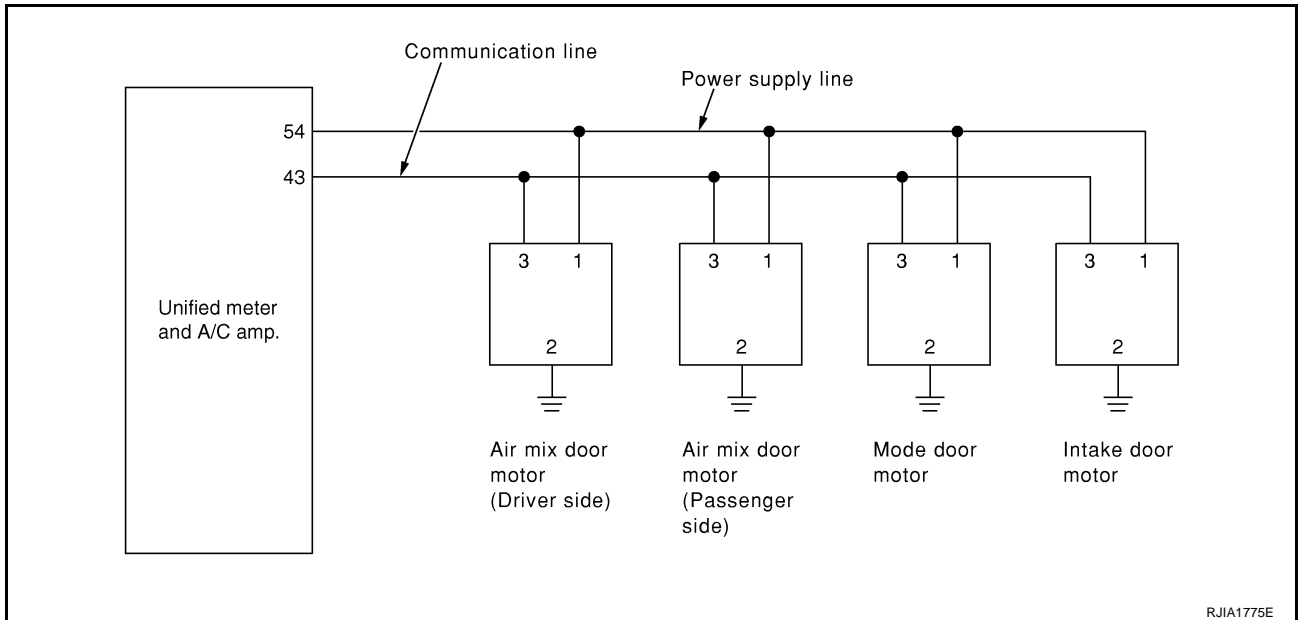 Communication line
Power supply line
54
43
3 1
3 1
3 1
3 1
Unified meter
and A/C amp.
2
2
2
2
Air mix door
motor
(Driver side)
Air mix door
motor
(Passenger
side)
Mode door
motor
Intake door
motor
RJIA1775E